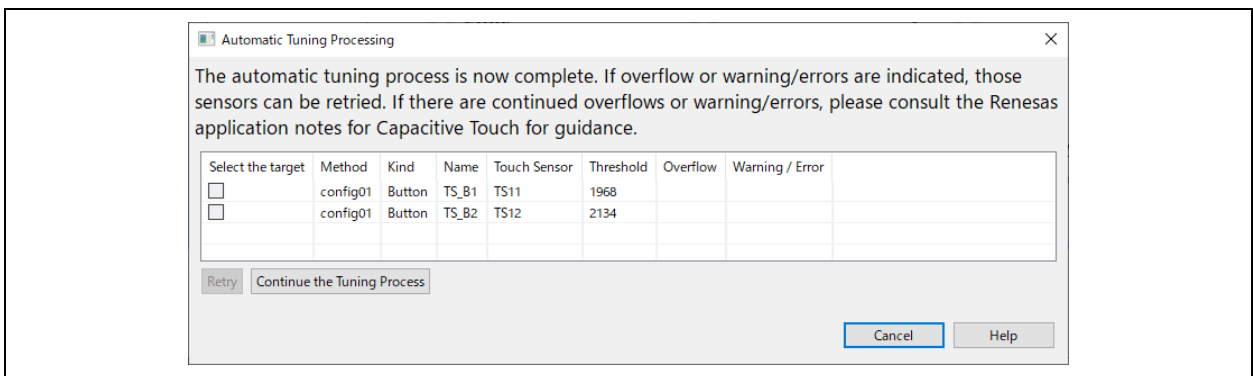 Automatic Tuning Processing
The automatic tuning process is now complete. If overflow or warning/errors are indicated, those
sensors can be retried. If there are continued overflows or warning/errors, please consult the Renesas
application notes for Capacitive Touch for guidance.
Select the target Method Kind Name Touch Sensor Threshold Overflow Warning / Error
config01 Button TS_B1 TS11 1968
config01 Button TS_B2 TS12 2134
Retry Continue the Tuning Process
Cancel Help